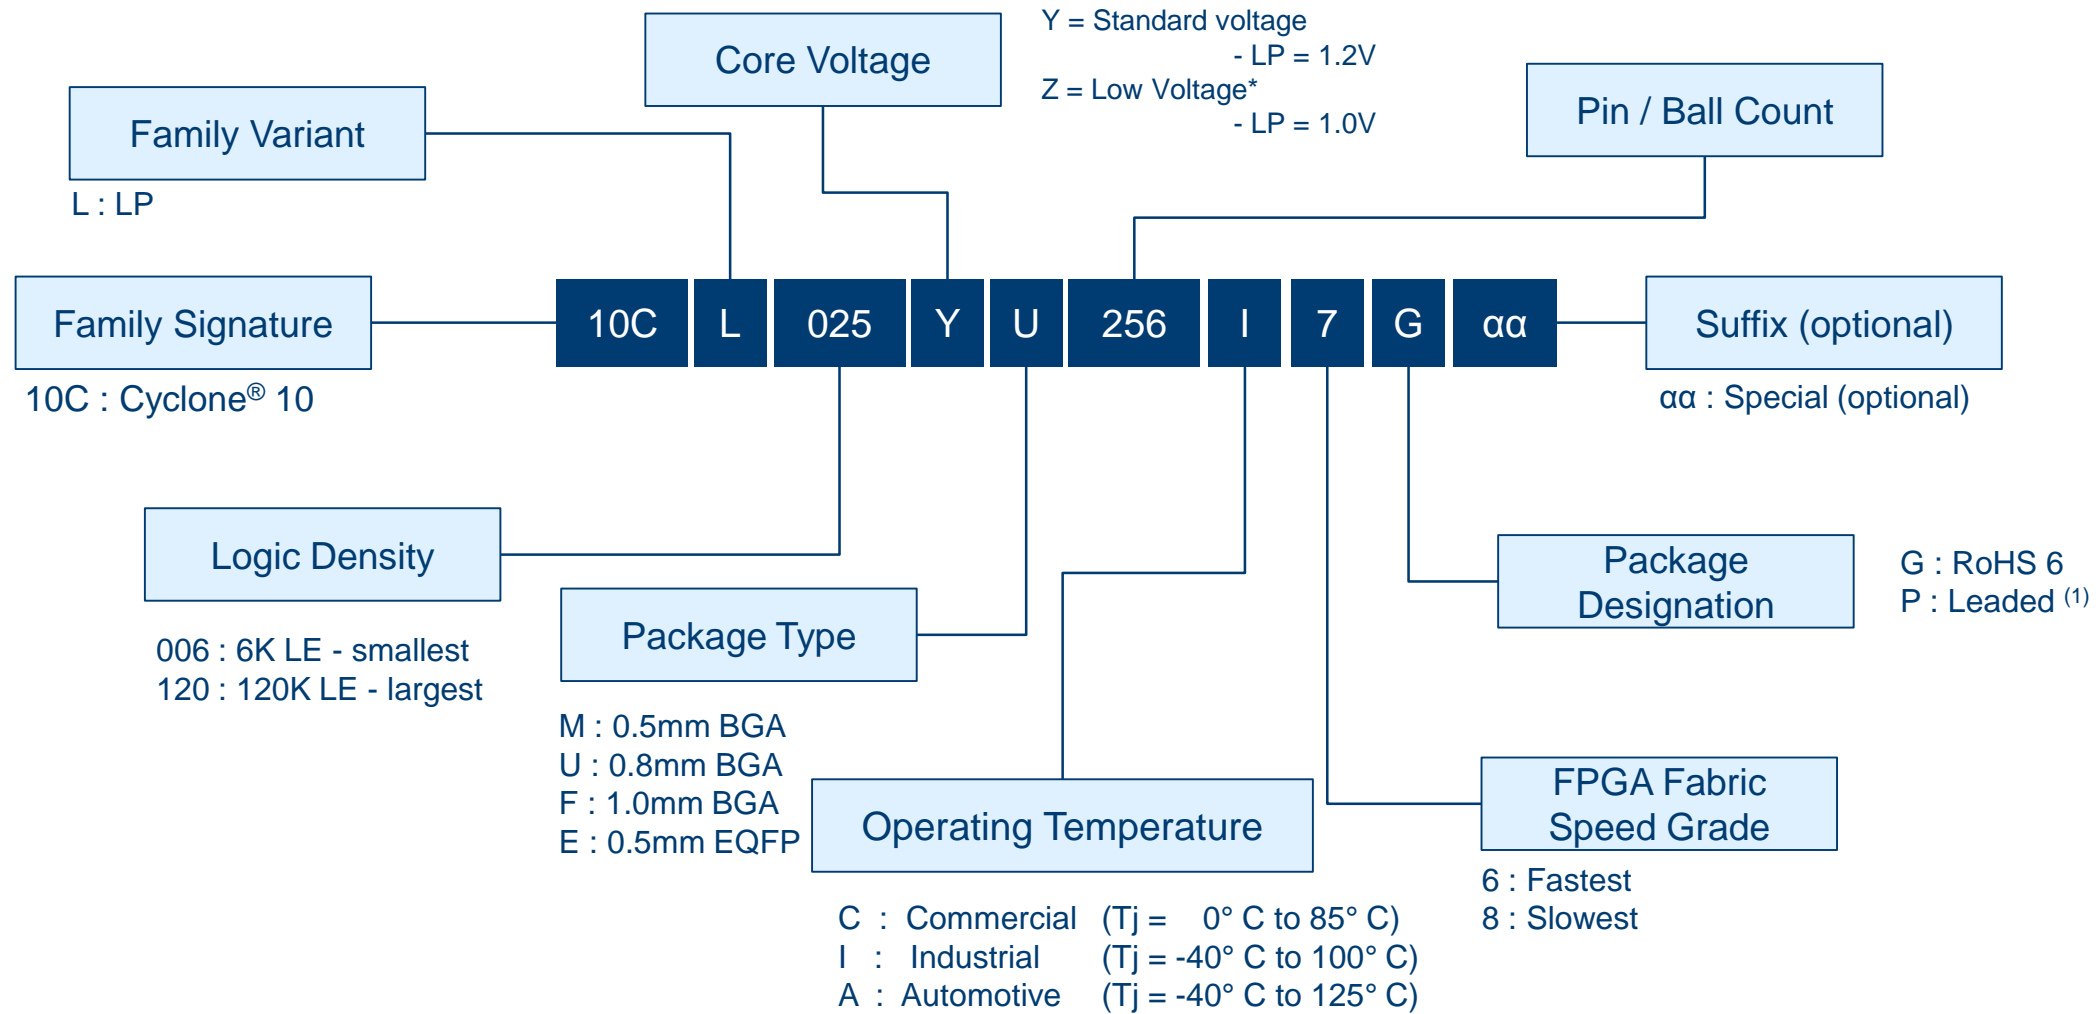 Core Voltage
Y = Standard voltage
- LP = 1.2V
Z = Low Voltage*
- LP = 1.0V
Family Variant
L : LP
Pin / Ball Count
Family Signature
10C : Cyclone® 10
10C L 025 Y U 256 I 7 G αα
Suffix (optional)
αα : Special (optional)
Logic Density
006 : 6K LE - smallest
120 : 120K LE - largest
Package Type
M : 0.5mm BGA
U : 0.8mm BGA
F : 1.0mm BGA
E : 0.5mm EQFP
Package
Designation
G : RoHS 6
P : Leaded (1)
Operating Temperature
C : Commercial (Tj = 0° C to 85° C)
I : Industrial (Tj = -40° C to 100° C)
A : Automotive (Tj = -40° C to 125° C)
FPGA Fabric
Speed Grade
6 : Fastest
8 : Slowest